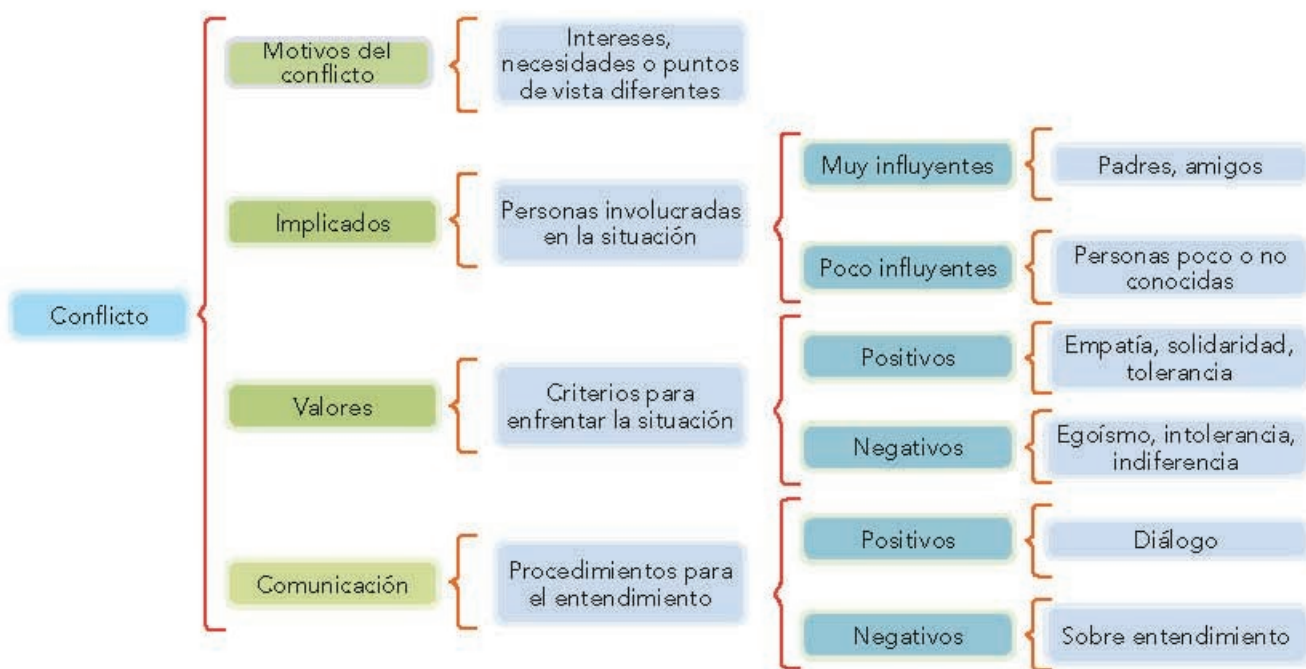 Conflicto
Motivos del
conflicto
Intereses,
necesidades o puntos
de vista diferentes
Implicados
Personas involucradas
en la situación
Muy influyentes
Padres, amigos
Poco influyentes
Personas poco o no
conocidas
Valores
Criterios para
enfrentar la situación
Positivos
Empatía, solidaridad,
tolerancia
Negativos
Egoísmo, intolerancia,
indiferencia
Comunicación
Procedimientos para
el entendimiento
Positivos
Diálogo
Negativos
Sobre entendimiento